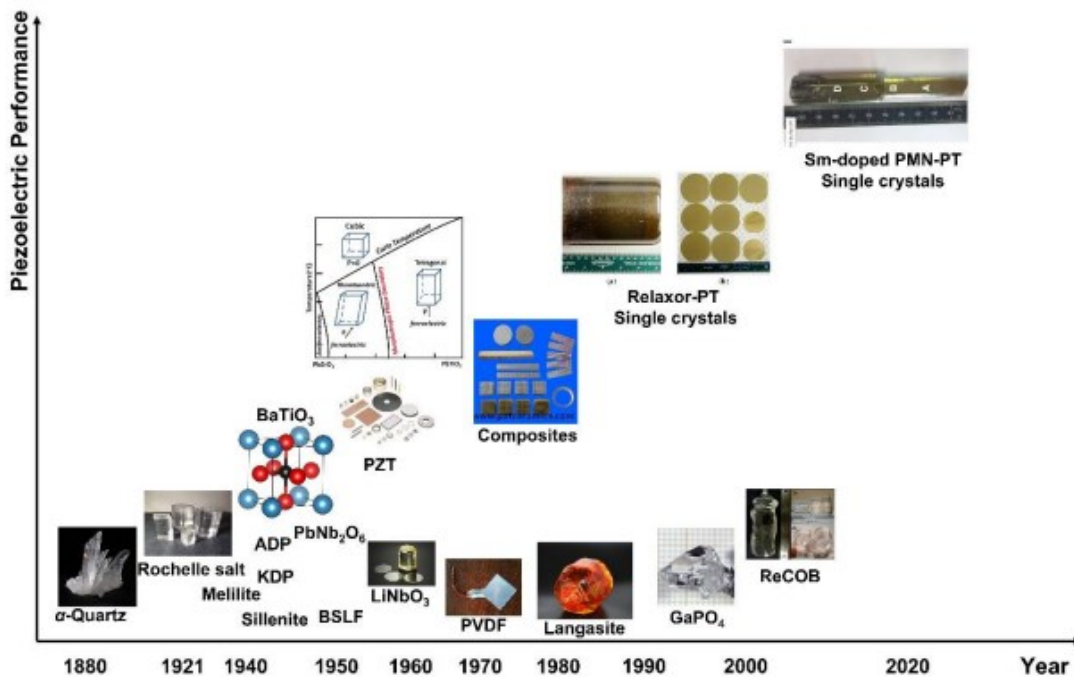 Piezoelectric Performance
D C B A
Sm-doped PMN-PT
Single crystals
(a)
(b)
Relaxor-PT
Single crystals
Cubic
Curie Temperature
Tetragonal
ferroelectric
ferroelectric
BaTiO3
PZT
Composites
α-Quartz
Rochelle salt
PbNb2O6
ADP
KDP
Melilite
Sillenite
BSLF
LiNbO3
PVDF
Langasite
GaPO4
ReCOB
1880
1921
1940
1950
1960
1970
1980
1990
2000
2020
Year